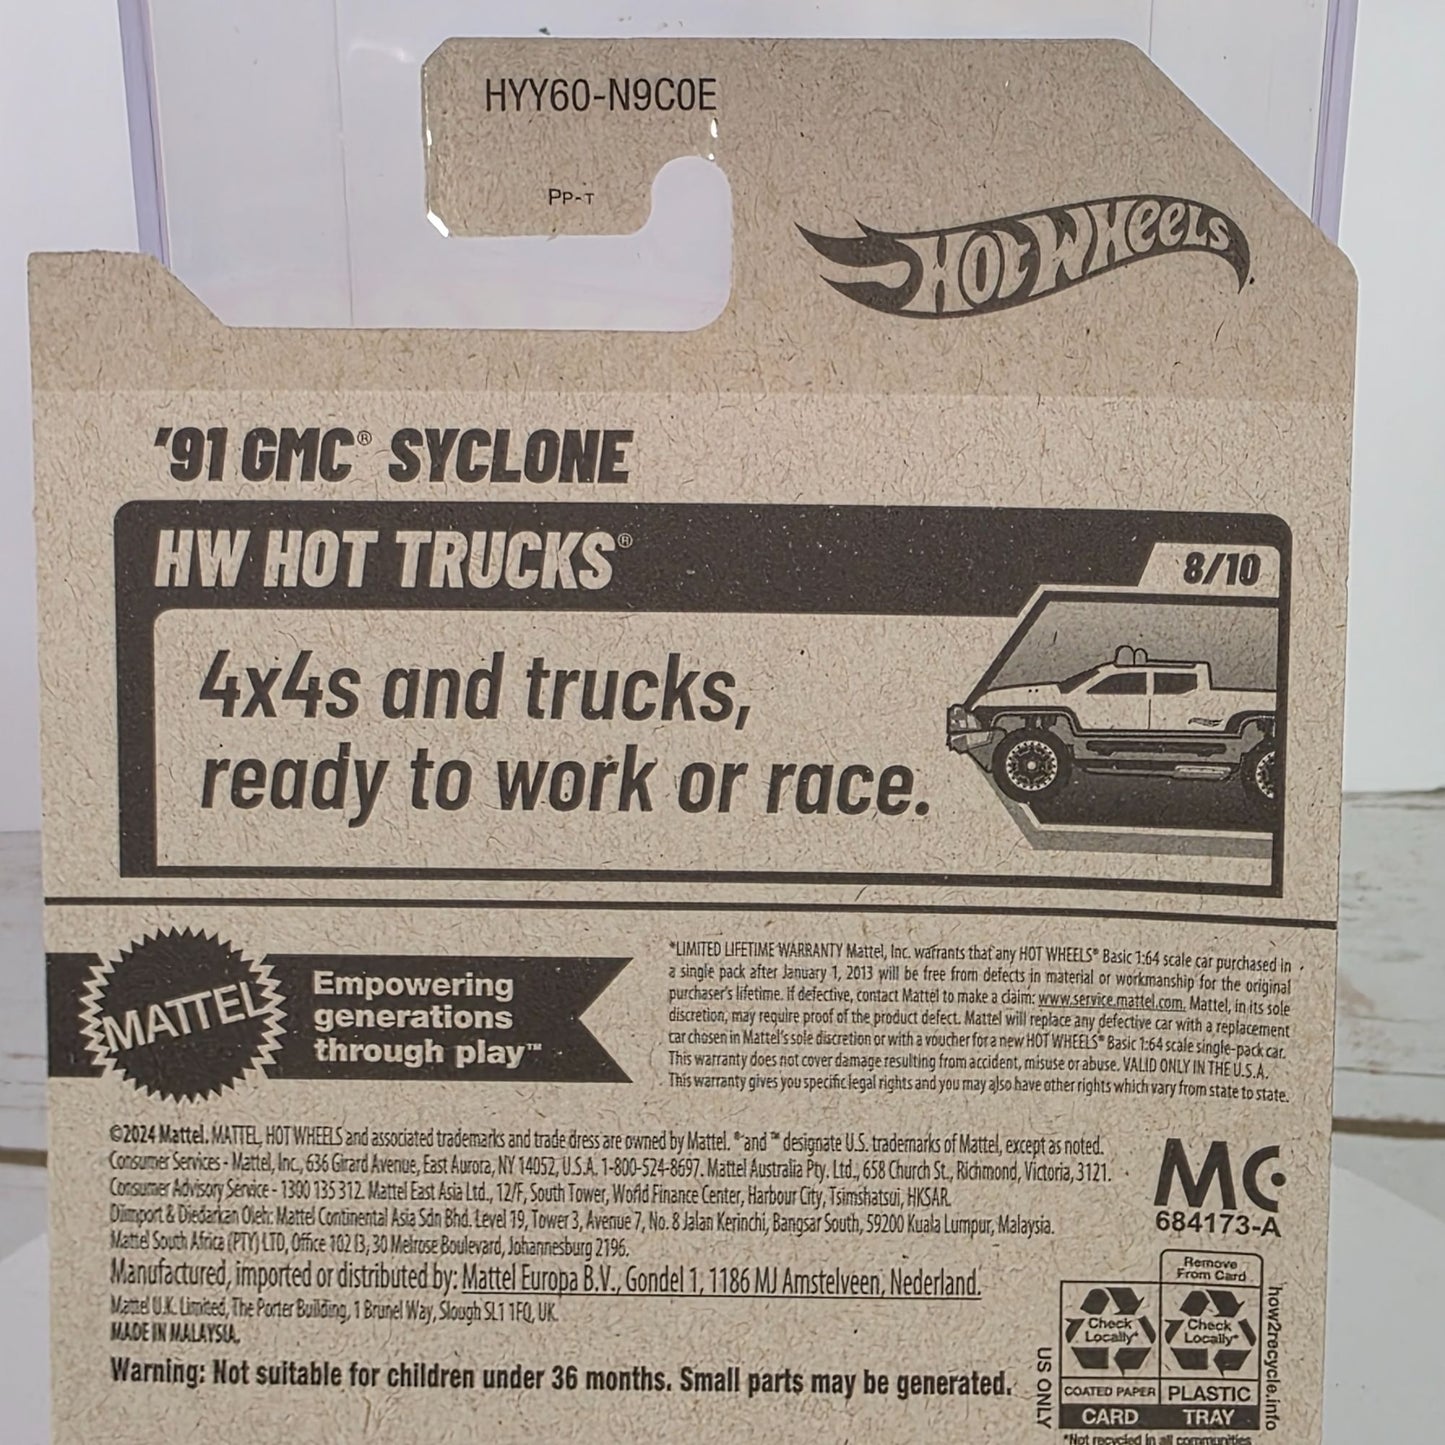 HYY60-N9C0E
Pp-T
HOT WHEELS
'91 GMC® SYCLONE
HW HOT TRUCKS®
8/10
4x4s and trucks,
ready to work or race.
MATTEL
Empowering
generations
through play™
*LIMITED LIFETIME WARRANTY Mattel, Inc. warrants that any HOT WHEELS® Basic 1:64 scale car purchased in
a single pack after January 1, 2013 will be free from defects in material or workmanship for the original
purchaser's lifetime. If defective, contact Mattel to make a claim: www.service.mattel.com. Mattel, in its sole
discretion, may require proof of the product defect. Mattel will replace any defective car with a replacement
car chosen in Mattel's sole discretion or with a voucher for a new HOT WHEELS® Basic 1:64 scale single-pack car.
This warranty does not cover damage resulting from accident, misuse or abuse. VALID ONLY IN THE U.S.A.
This warranty gives you specific legal rights and you may also have other rights which vary from state to state.
©2024 Mattel. MATTEL, HOT WHEELS and associated trademarks and trade dress are owned by Mattel. ® and ™ designate U.S. trademarks of Mattel, except as noted.
Consumer Services - Mattel, Inc., 636 Girard Avenue, East Aurora, NY 14052, U.S.A. 1-800-524-8697. Mattel Australia Pty. Ltd., 658 Church St., Richmond, Victoria, 3121.
Consumer Advisory Service - 1300 135 312. Mattel East Asia Ltd., 12/F, South Tower, World Finance Center, Harbour City, Tsimshatsui, HKSAR.
Diimport & Diedarkan Oleh: Mattel Continental Asia Sdn Bhd. Level 19, Tower 3, Avenue 7, No. 8 Jalan Kerinchi, Bangsar South, 59200 Kuala Lumpur, Malaysia.
Mattel South Africa (PTY) LTD, Office 102 I3, 30 Melrose Boulevard, Johannesburg 2196.
Manufactured, imported or distributed by: Mattel Europa B.V., Gondel 1, 1186 MJ Amstelveen, Nederland.
Mattel U.K. Limited, The Porter Building, 1 Brunel Way, Slough SL1 1FQ, UK.
MADE IN MALAYSIA.
Warning: Not suitable for children under 36 months. Small parts may be generated.
MC
684173-A
Remove
From Card
Check
Locally*
Check
Locally*
COATED PAPER
PLASTIC
CARD
TRAY
US ONLY
how2recycle.info
*Not recycled in all communities